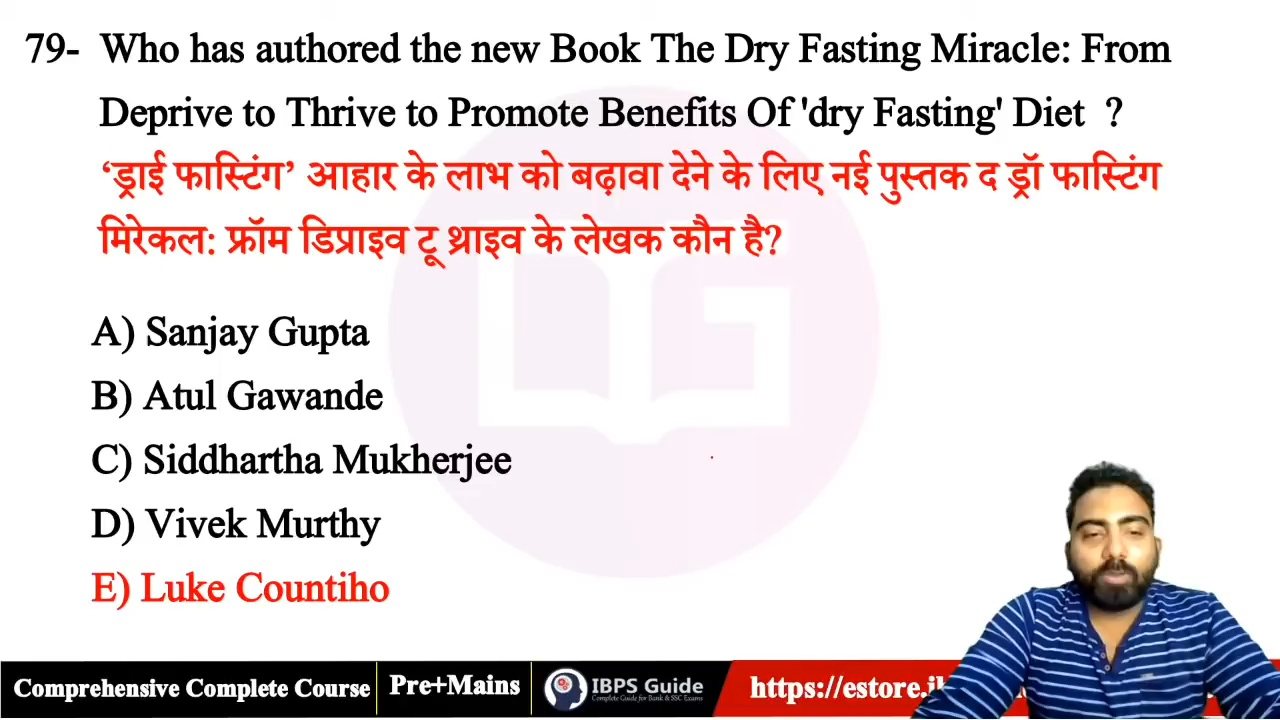 79- Who has authored the new Book The Dry Fasting Miracle: From
Deprive to Thrive to Promote Benefits Of 'dry Fasting' Diet ?
‘ड्राई फास्टिंग’ आहार के लाभ को बढ़ावा देने के लिए नई पुस्तक द ड्रॉ फास्टिंग
मिरेकल: फ्रॉम डिप्राइव टू थ्राइव के लेखक कौन है?
A) Sanjay Gupta
B) Atul Gawande
C) Siddhartha Mukherjee
D) Vivek Murthy
E) Luke Countiho
Comprehensive Complete Course Pre+Mains IBPS Guide https://estore.i
Complete Guide for Bank & SSC Exams